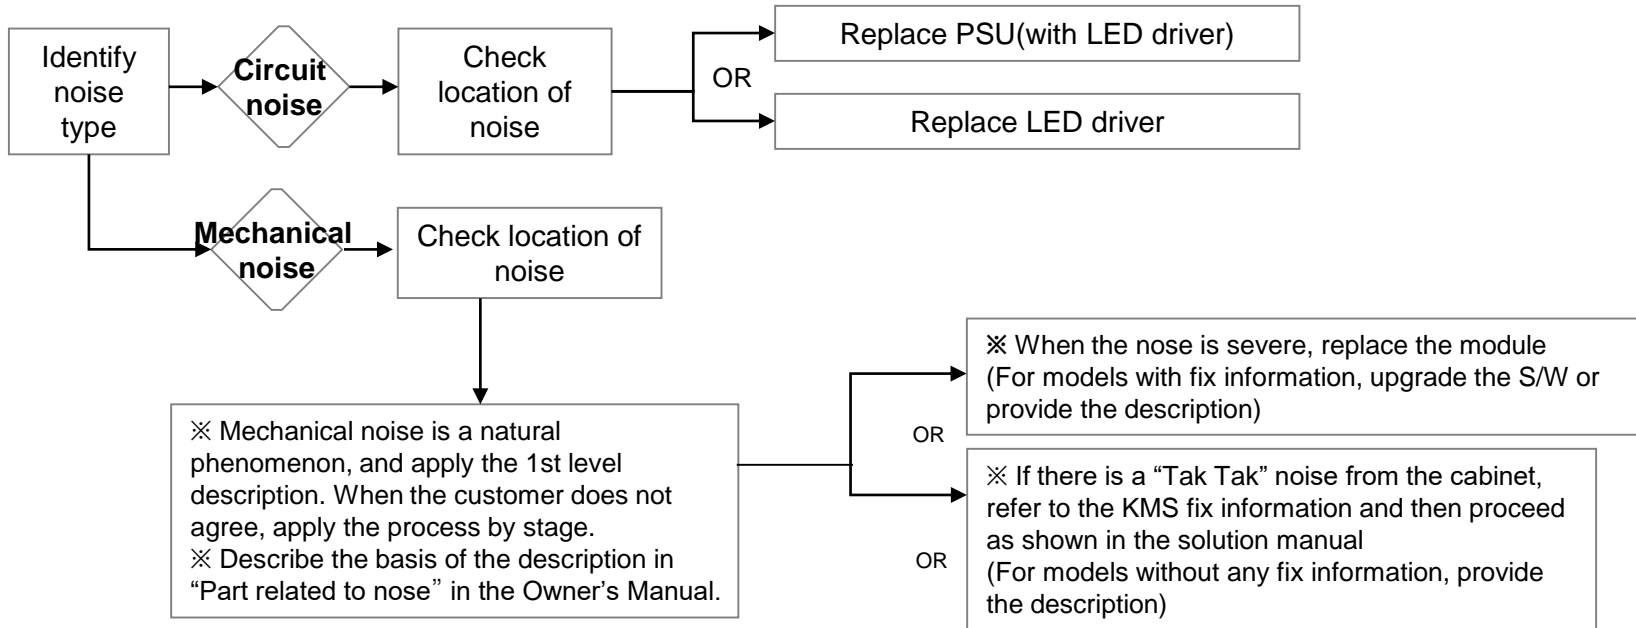 Identify
noise
type
Circuit
noise
Check
location of
noise
Replace PSU(with LED driver)
OR
Replace LED driver
Mechanical
noise
Check location of
noise
※ Mechanical noise is a natural
phenomenon, and apply the 1st level
description. When the customer does not
agree, apply the process by stage.
※ Describe the basis of the description in
“Part related to nose” in the Owner’s Manual.
※ When the nose is severe, replace the module
(For models with fix information, upgrade the S/W or
provide the description)
OR
※ If there is a “Tak Tak” noise from the cabinet,
refer to the KMS fix information and then proceed
as shown in the solution manual
(For models without any fix information, provide
the description)
OR